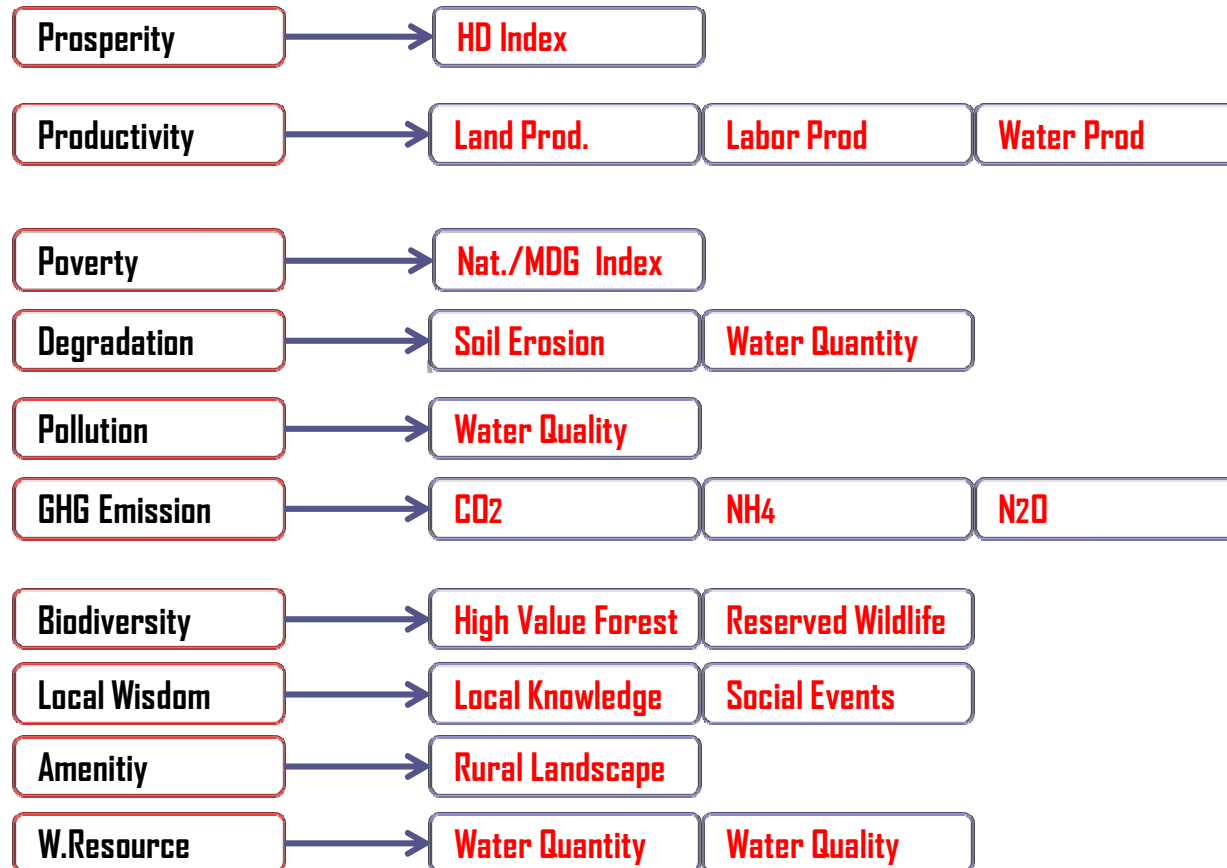 Prosperity HD Index
Productivity Land Prod. Labor Prod Water Prod
Poverty Nat./MDG Index
Degradation Soil Erosion Water Quantity
Pollution Water Quality
GHG Emission CO2 NH4 N2O
Biodiversity High Value Forest Reserved Wildlife
Local Wisdom Local Knowledge Social Events
Amenitiy Rural Landscape
W.Resource Water Quantity Water Quality